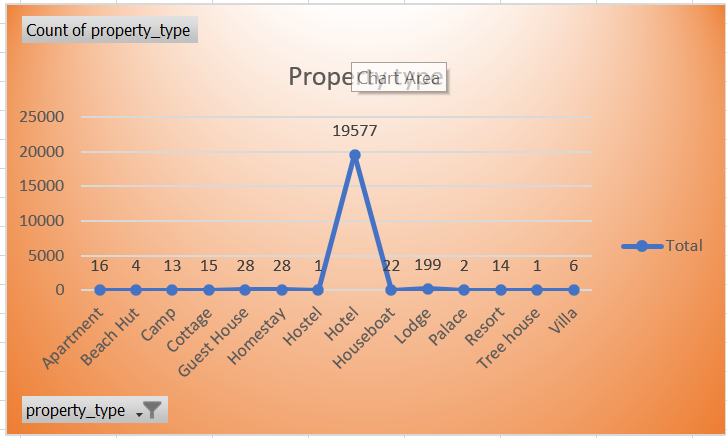 Count of property_type
Property type
Chart Area
25000
20000
15000
10000
5000
0
19577
16 4 13 15 28 28 1 22 199 2 14 1 6
Apartment
Beach Hut
Camp
Cottage
Guest House
Homestay
Hostel
Hotel
Houseboat
Lodge
Palace
Resort
Tree house
Villa
Total
property_type